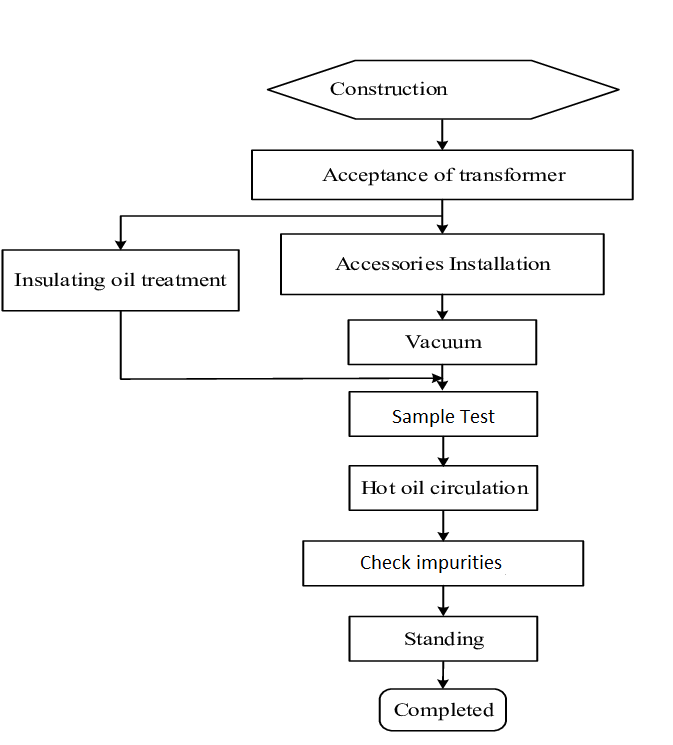 Construction
Acceptance of transformer
Insulating oil treatment
Accessories Installation
Vacuum
Sample Test
Hot oil circulation
Check impurities
Standing
Completed